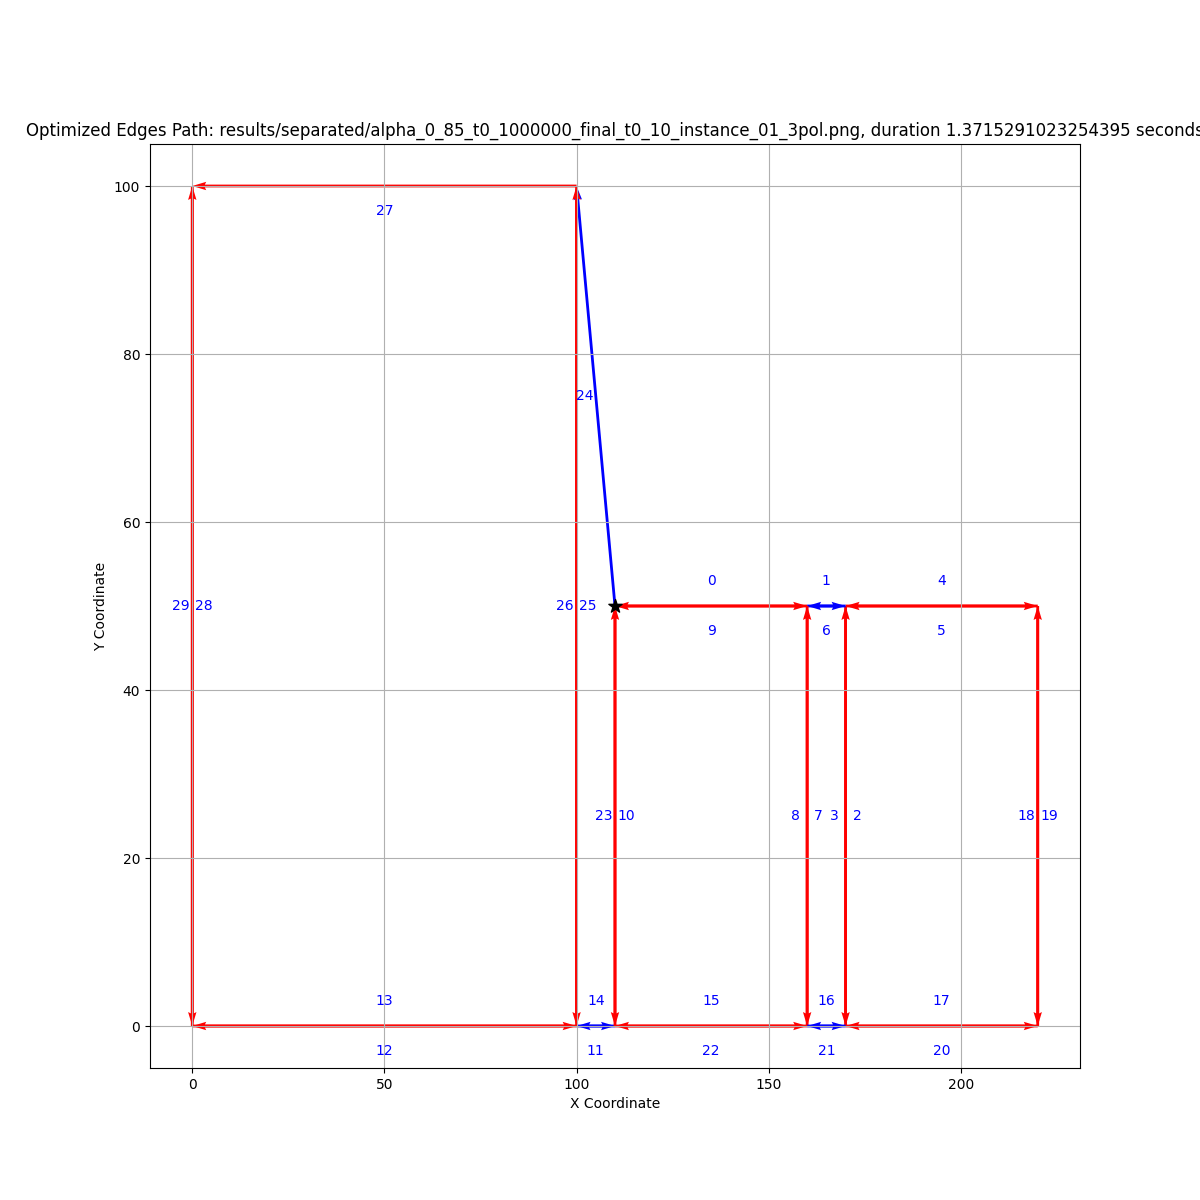 Optimized Edges Path: results/separated/alpha_0_85_t0_1000000_final_t0_10_instance_01_3pol.png, duration 1.3715291023254395 seconds
100
27
80
24
60
0 1 4
29 28 26 25
9 6 5
Y Coordinate
40
23 10 8 7 3 2 18 19
20
13 14 15 16 17
0
12 11 22 21 20
0 50 100 150 200
X Coordinate